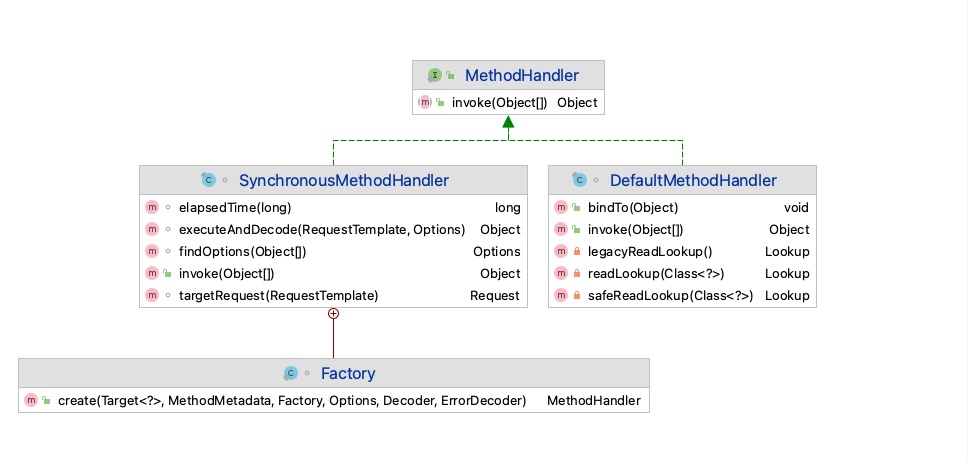 MethodHandler
invoke(Object[]) Object
SynchronousMethodHandler
elapsedTime(long) long
executeAndDecode(RequestTemplate, Options) Object
findOptions(Object[]) Options
invoke(Object[]) Object
targetRequest(RequestTemplate) Request
DefaultMethodHandler
bindTo(Object) void
invoke(Object[]) Object
legacyReadLookup() Lookup
readLookup(Class<?>) Lookup
safeReadLookup(Class<?>) Lookup
Factory
create(Target<?>, MethodMetadata, Factory, Options, Decoder, ErrorDecoder) MethodHandler